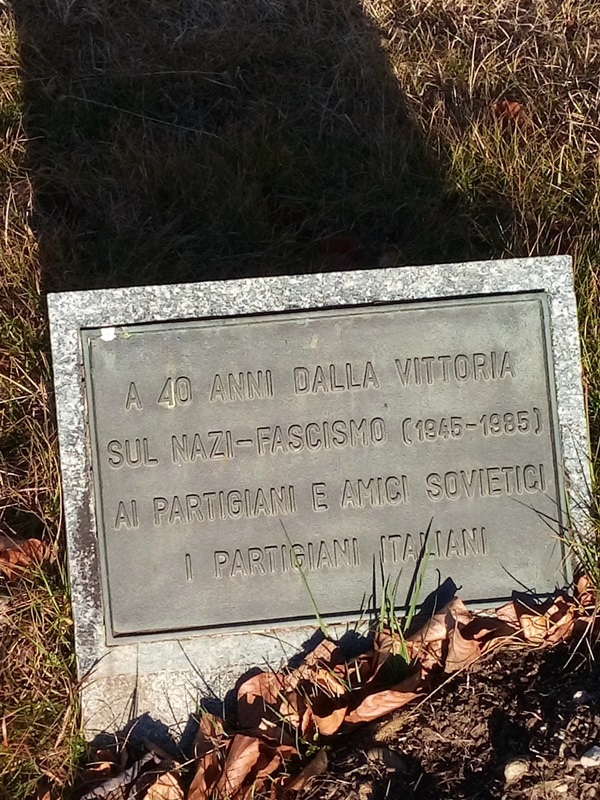 A 40 ANNI DALLA VITTORIA
SUL NAZI-FASCISMO (1945-1985)
AI PARTIGIANI E AMICI SOVIETICI
I PARTIGIANI ITALIANI